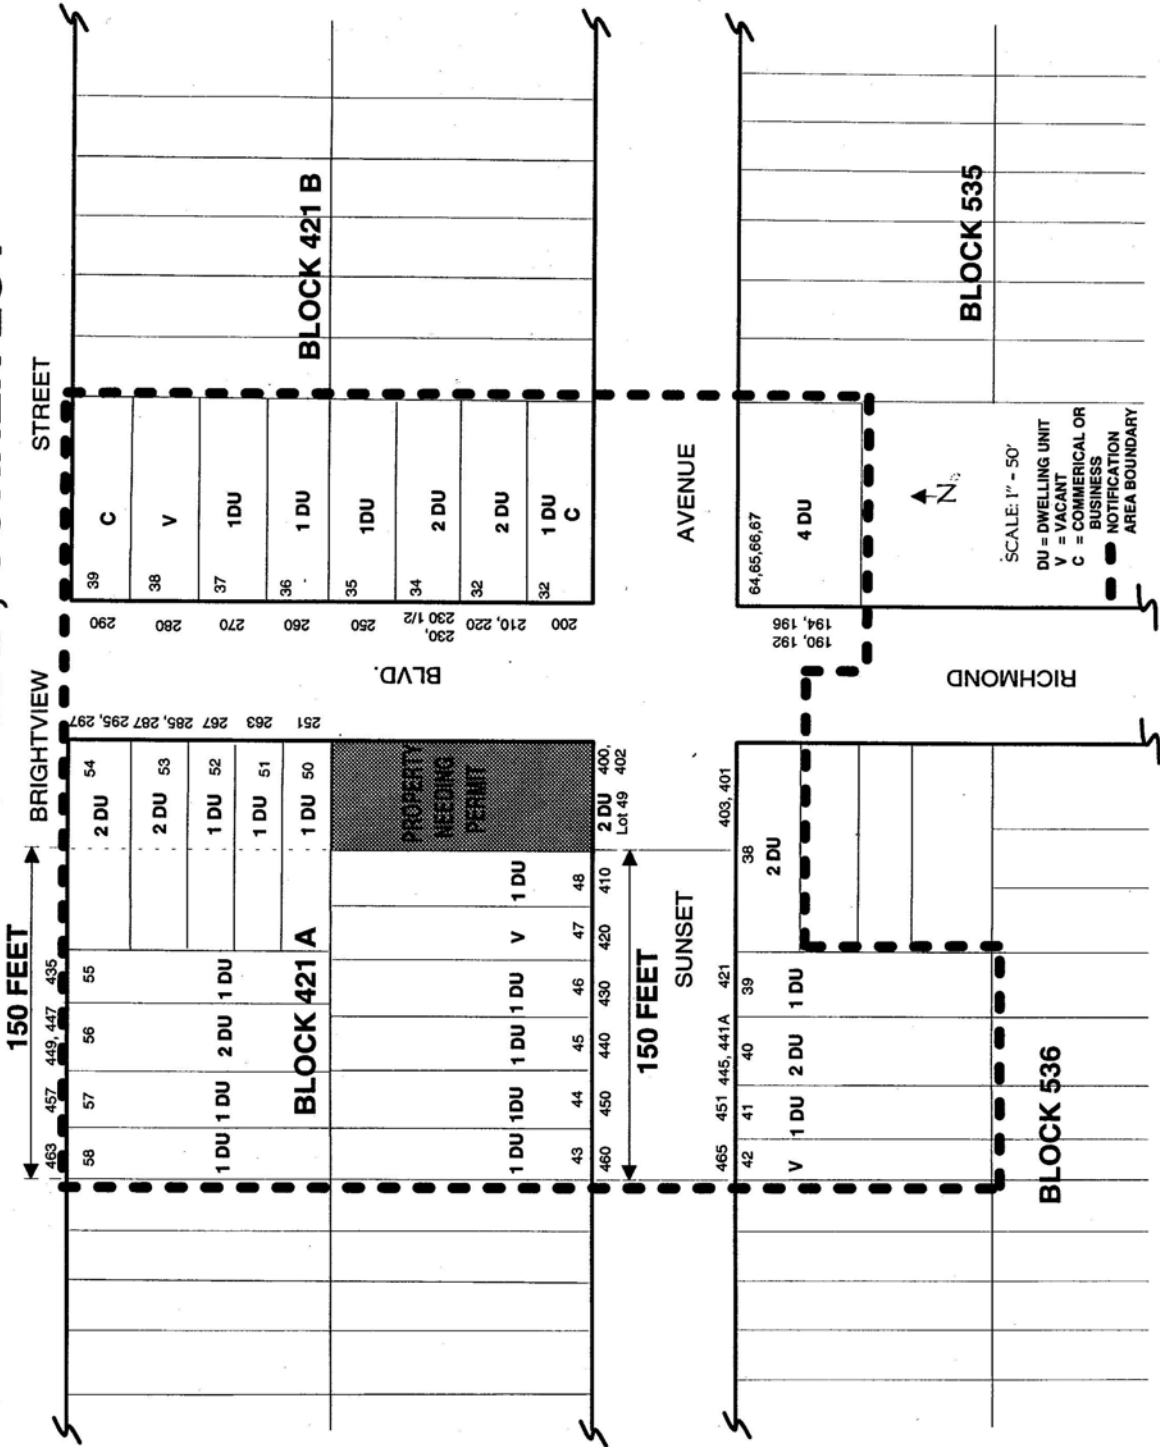 STREET
BRIGHTVIEW
150 FEET
463
457
449, 447
435
58
57
56
55
1 DU
1 DU
2 DU
1 DU
54
2 DU
53
2 DU
52
1 DU
51
1 DU
50
1 DU
295, 297
285, 287
267
263
251
BLOCK 421 A
PROPERTY
NEEDING
PERMIT
1 DU
1DU
1 DU
1 DU
V
1 DU
2 DU
43
44
45
46
47
48
Lot 49
460
450
440
430
420
410
400,
402
150 FEET
BLVD.
290
280
270
260
250
230,
230 1/2
210, 220
200
39
C
38
V
37
1DU
36
1 DU
35
1DU
34
2 DU
32
2 DU
32
1 DU
C
BLOCK 421 B
SUNSET
AVENUE
465
451
445, 441A
421
403, 401
42
41
40
39
38
V
1 DU
2 DU
1 DU
2 DU
BLOCK 536
190, 192
194, 196
RICHMOND
64,65,66,67
4 DU
BLOCK 535
N
SCALE: 1" - 50'
DU = DWELLING UNIT
V = VACANT
C = COMMERICAL OR
BUSINESS
NOTIFICATION
AREA BOUNDARY